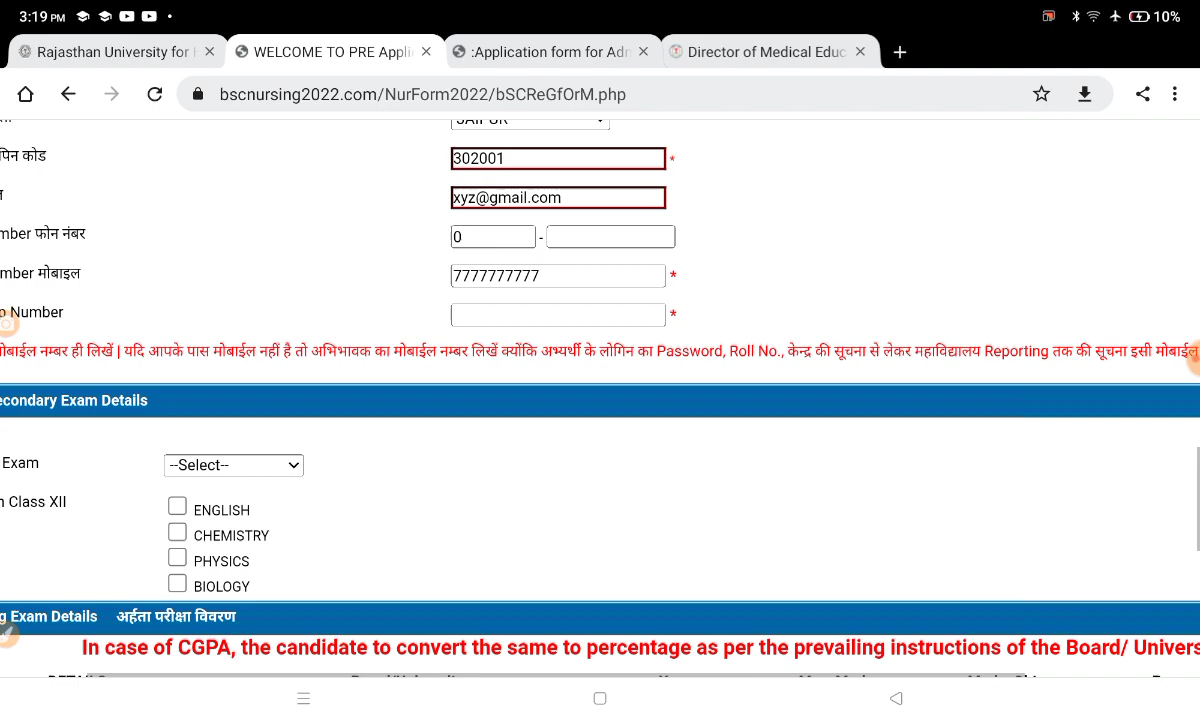 3:19 PM
10%
Rajasthan University for
WELCOME TO PRE Appli
:Application form for Adn
Director of Medical Educ
bscnursing2022.com/NurForm2022/bSCReGfOrM.php
JAIPUR
पिन कोड
302001 *
xyz@gmail.com
mber फोन नंबर
0 -
mber मोबाइल
7777777777 *
Number
*
मोबाईल नम्बर ही लिखें | यदि आपके पास मोबाईल नहीं है तो अभिभावक का मोबाईल नम्बर लिखें क्योंकि अभ्यर्थी के लोगिन का Password, Roll No., केन्द्र की सूचना से लेकर महाविद्यालय Reporting तक की सूचना इसी मोबाईल
econdary Exam Details
Exam
--Select--
n Class XII
ENGLISH
CHEMISTRY
PHYSICS
BIOLOGY
g Exam Details अर्हता परीक्षा विवरण
In case of CGPA, the candidate to convert the same to percentage as per the prevailing instructions of the Board/ Univers